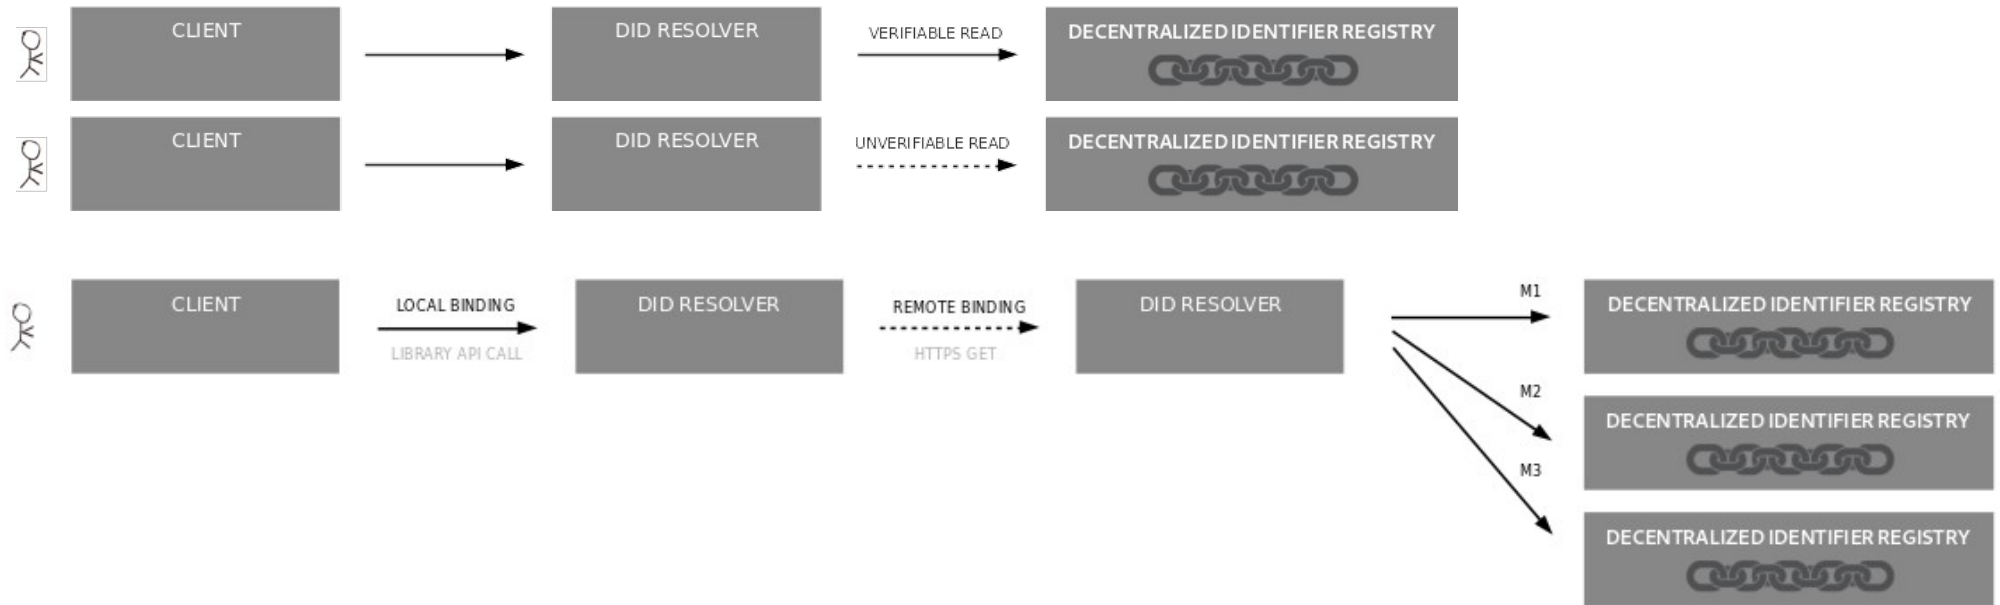 CLIENT
DID RESOLVER
VERIFIABLE READ
DECENTRALIZED IDENTIFIER REGISTRY
CLIENT
DID RESOLVER
UNVERIFIABLE READ
DECENTRALIZED IDENTIFIER REGISTRY
CLIENT
LOCAL BINDING
LIBRARY API CALL
DID RESOLVER
REMOTE BINDING
HTTPS GET
DID RESOLVER
M1
DECENTRALIZED IDENTIFIER REGISTRY
M2
DECENTRALIZED IDENTIFIER REGISTRY
M3
DECENTRALIZED IDENTIFIER REGISTRY